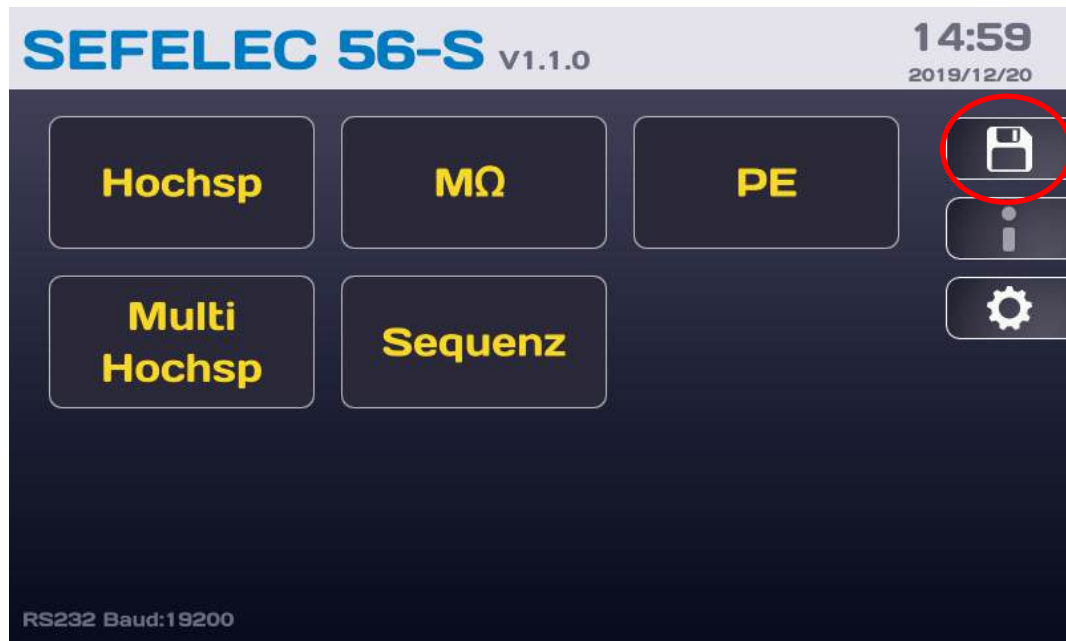 SEFELEC 56-S V1.1.0
14:59
2019/12/20
Hochsp
MΩ
PE
Multi
Hochsp
Sequenz
RS232 Baud:19200